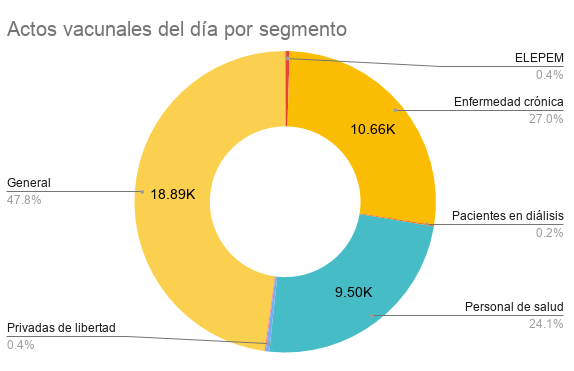 Actos vacunales del día por segmento
ELEPEM
0.4%
Enfermedad crónica
27.0%
10.66K
General
47.8%
18.89K
Pacientes en diálisis
0.2%
9.50K
Personal de salud
24.1%
Privadas de libertad
0.4%